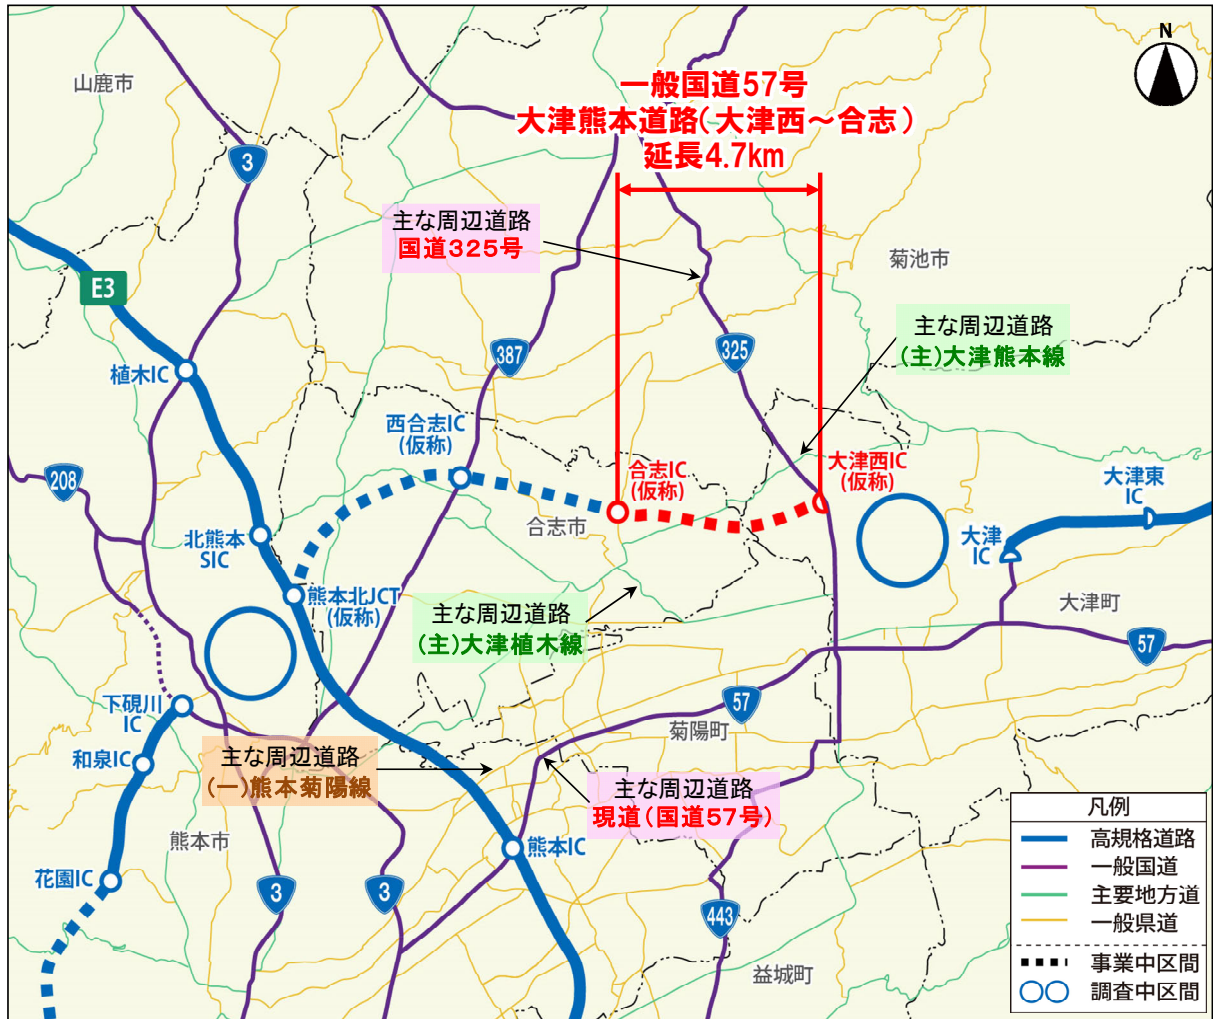 N
一般国道57号
大津熊本道路(大津西～合志)
延長4.7km
山鹿市
3
主な周辺道路
国道325号
菊池市
E3
主な周辺道路
(主)大津熊本線
387
325
植木IC
西合志IC
(仮称)
208
合志IC
(仮称)
大津西IC
(仮称)
大津東
IC
合志市
北熊本
SIC
大津
IC
熊本北JCT
(仮称)
主な周辺道路
(主)大津植木線
大津町
57
下硯川
IC
57
菊陽町
和泉IC
主な周辺道路
(一)熊本菊陽線
主な周辺道路
現道(国道57号)
熊本市
熊本IC
花園IC
3
3
443
益城町
凡例
高規格道路
一般国道
主要地方道
一般県道
事業中区間
調査中区間